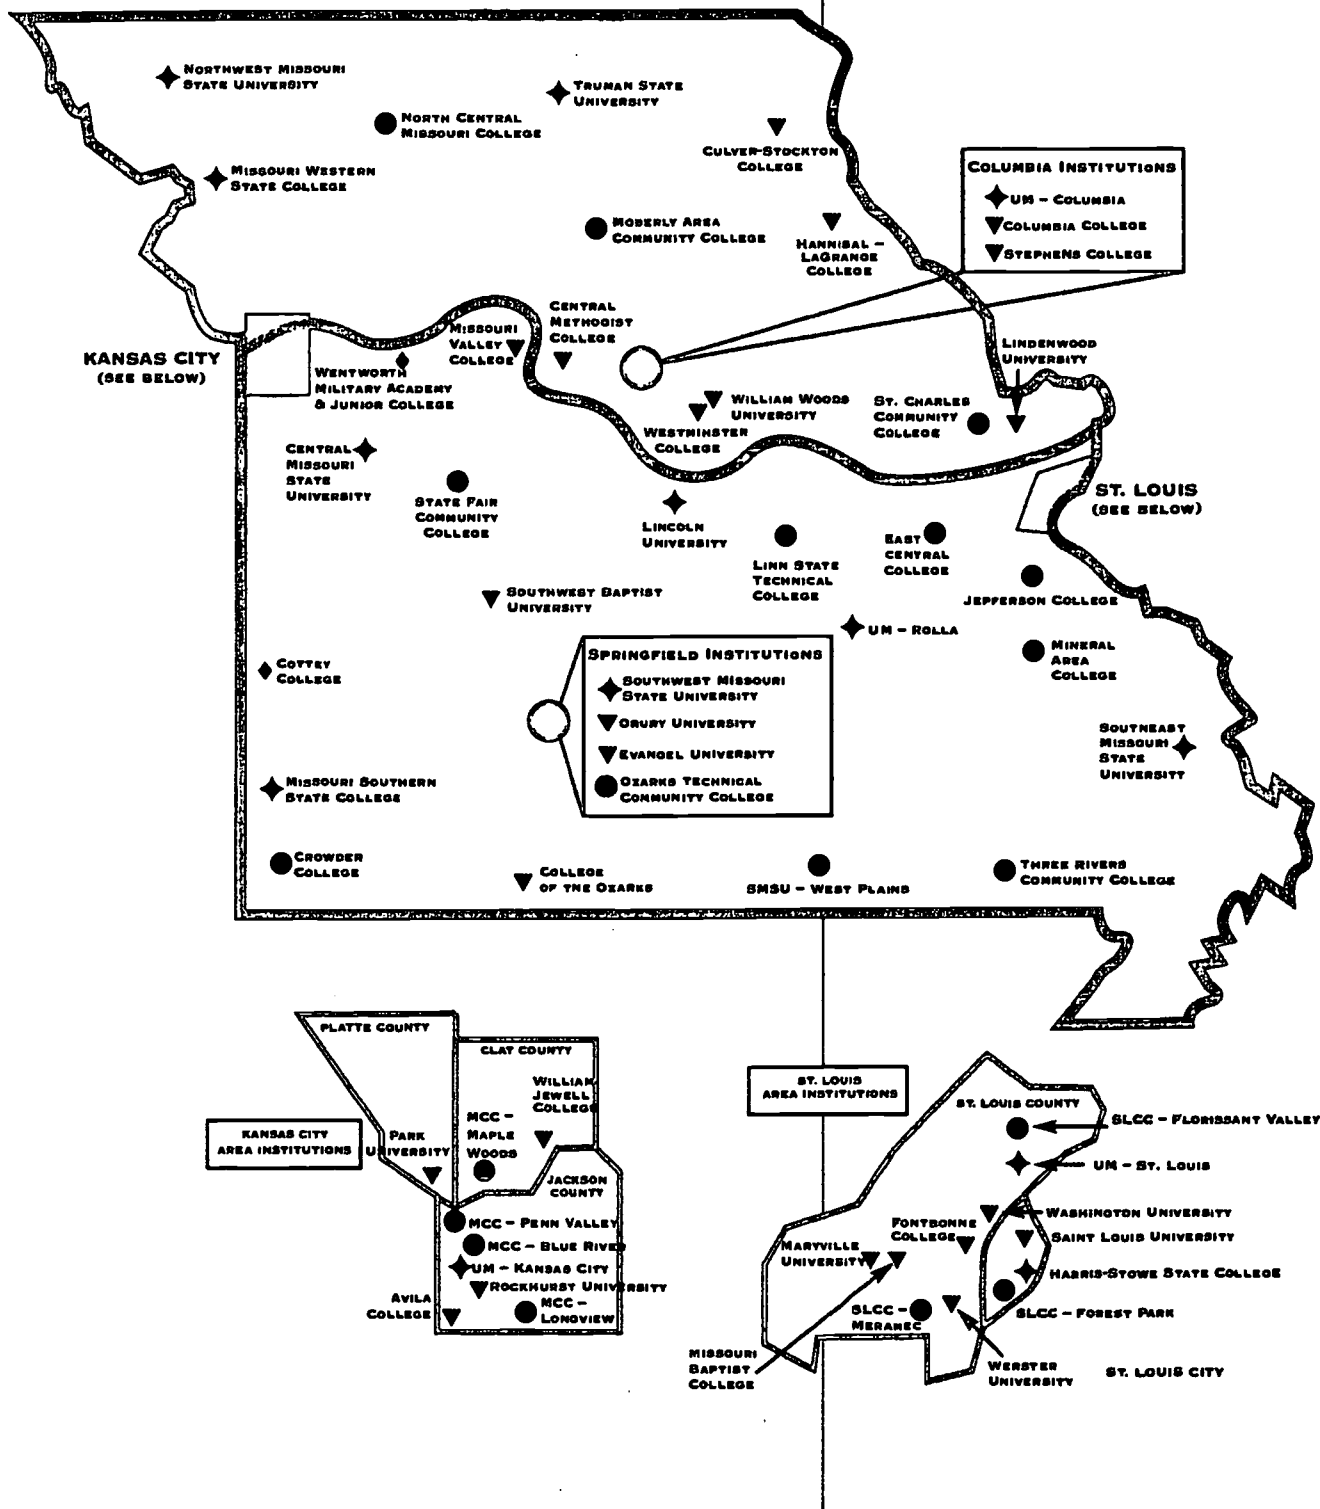 NORTHWEST MISSOURI
STATE UNIVERSITY
TRUMAN STATE
UNIVERSITY
NORTH CENTRAL
MISSOURI COLLEGE
CULVER-STOCKTON
COLLEGE
MISSOURI WESTERN
STATE COLLEGE
COLUMBIA INSTITUTIONS
UM – COLUMBIA
COLUMBIA COLLEGE
STEPHENS COLLEGE
MOBERLY AREA
COMMUNITY COLLEGE
HANNIBAL –
LAGRANGE
COLLEGE
CENTRAL
METHODIST
COLLEGE
MISSOURI
VALLEY
COLLEGE
LINDENWOOD
UNIVERSITY
KANSAS CITY
(SEE BELOW)
WENTWORTH
MILITARY ACADEMY
& JUNIOR COLLEGE
WILLIAM WOODS
UNIVERSITY
WESTMINSTER
COLLEGE
ST. CHARLES
COMMUNITY
COLLEGE
CENTRAL
MISSOURI
STATE
UNIVERSITY
STATE FAIR
COMMUNITY
COLLEGE
ST. LOUIS
(SEE BELOW)
LINCOLN
UNIVERSITY
LINN STATE
TECHNICAL
COLLEGE
EAST
CENTRAL
COLLEGE
JEFFERSON COLLEGE
SOUTHWEST BAPTIST
UNIVERSITY
UM – ROLLA
MINERAL
AREA
COLLEGE
COTTEY
COLLEGE
SPRINGFIELD INSTITUTIONS
SOUTHWEST MISSOURI
STATE UNIVERSITY
DRURY UNIVERSITY
EVANGEL UNIVERSITY
OZARKS TECHNICAL
COMMUNITY COLLEGE
SOUTHEAST
MISSOURI
STATE
UNIVERSITY
MISSOURI SOUTHERN
STATE COLLEGE
CROWDER
COLLEGE
COLLEGE
OF THE OZARKS
SMSU – WEST PLAINS
THREE RIVERS
COMMUNITY COLLEGE
PLATTE COUNTY
CLAT COUNTY
WILLIAM
JEWELL
COLLEGE
MCC –
MAPLE
WOODS
KANSAS CITY
AREA INSTITUTIONS
PARK
UNIVERSITY
JACKSON
COUNTY
MCC – PENN VALLEY
MCC – BLUE RIVER
UM – KANSAS CITY
ROCKHURST UNIVERSITY
AVILA
COLLEGE
MCC –
LONGVIEW
ST. LOUIS
AREA INSTITUTIONS
ST. LOUIS COUNTY
SLCC – FLORISSANT VALLEY
UM – ST. LOUIS
WASHINGTON UNIVERSITY
FONTBONNE
COLLEGE
SAINT LOUIS UNIVERSITY
MARYVILLE
UNIVERSITY
HARRIS-STOWE STATE COLLEGE
SLCC –
MERAMEC
SLCC – FOREST PARK
MISSOURI
BAPTIST
COLLEGE
WERSTER
UNIVERSITY
ST. LOUIS CITY